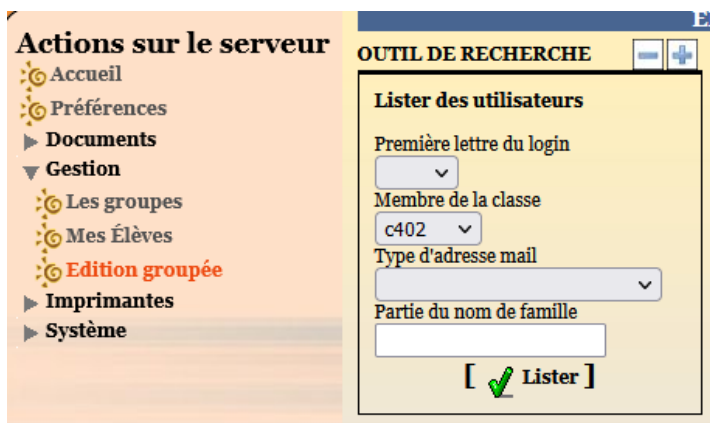 Actions sur le serveur
Accueil
Préférences
Documents
Gestion
Les groupes
Mes Élèves
Edition groupée
Imprimantes
Système
E
OUTIL DE RECHERCHE
Lister des utilisateurs
Première lettre du login
Membre de la classe
c402
Type d'adresse mail
Partie du nom de famille
[ Lister ]